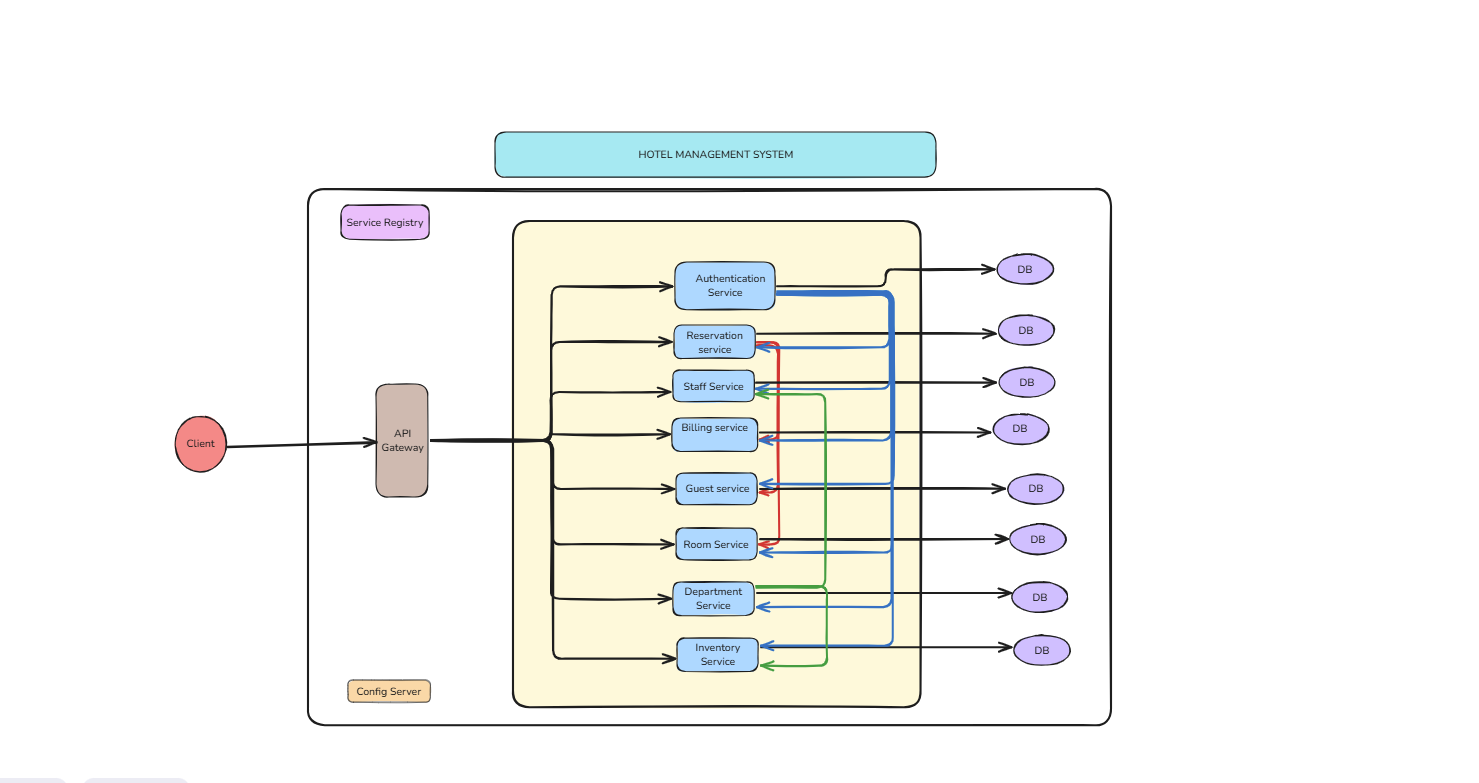 HOTEL MANAGEMENT SYSTEM
Service Registry
Authentication
Service
DB
Reservation
service
DB
Staff Service
DB
Billing service
DB
Client
API
Gateway
Guest service
DB
Room Service
DB
Department
Service
DB
Inventory
Service
DB
Config Server